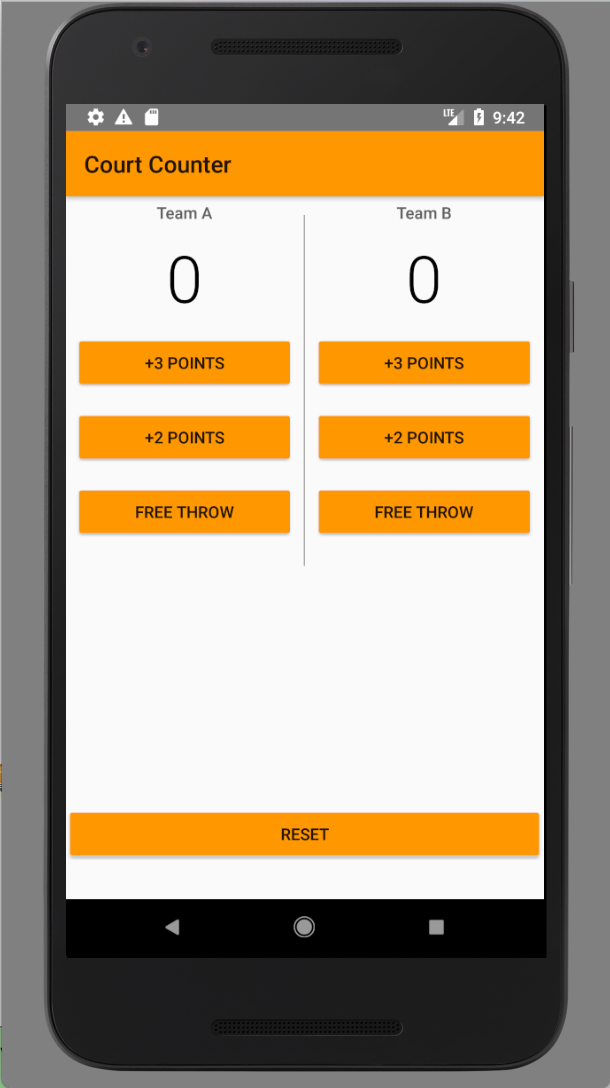 LTE 9:42
Court Counter
Team A Team B
0 0
+3 POINTS +3 POINTS
+2 POINTS +2 POINTS
FREE THROW FREE THROW
RESET